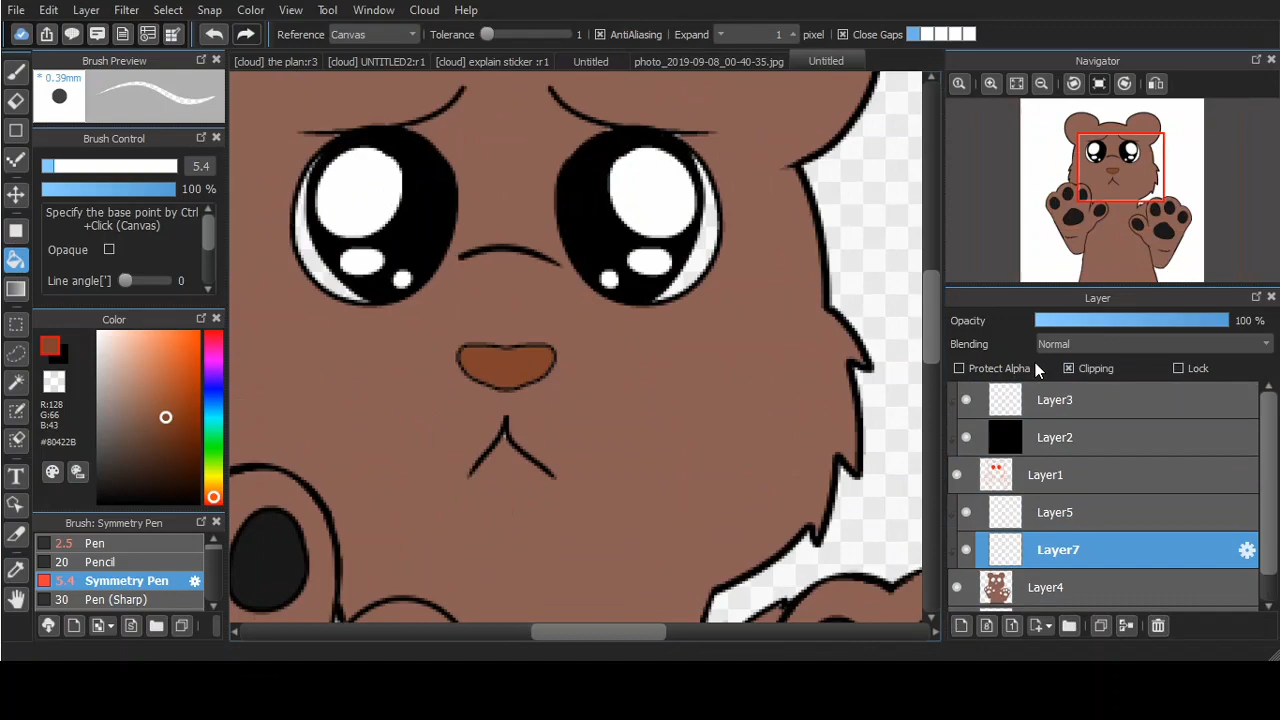 File Edit Layer Filter Select Snap Color View Tool Window Cloud Help
Reference Canvas Tolerance 1 AntiAliasing Expand 1 pixel Close Gaps
Brush Preview
[cloud] the plan:r3 [cloud] UNTITLED2:r1 [cloud] explain sticker :r1 Untitled photo_2019-09-08_00-40-35.jpg Untitled
Navigator
* 0.39mm
Brush Control
5.4
100 %
Specify the base point by Ctrl
+Click (Canvas)
Opaque
Line angle['] 0
Color
R:128
G:66
B:43
#80422B
Brush: Symmetry Pen
2.5 Pen
20 Pencil
5.4 Symmetry Pen
30 Pen (Sharp)
Layer
Opacity 100 %
Blending Normal
Protect Alpha Clipping Lock
Layer3
Layer2
Layer1
Layer5
Layer7
Layer4